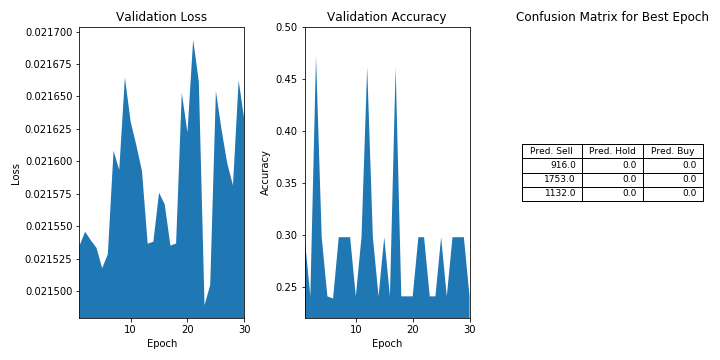 Validation Loss
0.021700
0.021675
0.021650
0.021625
0.021600
0.021575
0.021550
0.021525
0.021500
Loss
10 20 30
Epoch
Validation Accuracy
0.50
0.45
0.40
0.35
0.30
0.25
Accuracy
10 20 30
Epoch
Confusion Matrix for Best Epoch
Pred. Sell Pred. Hold Pred. Buy
916.0 0.0 0.0
1753.0 0.0 0.0
1132.0 0.0 0.0